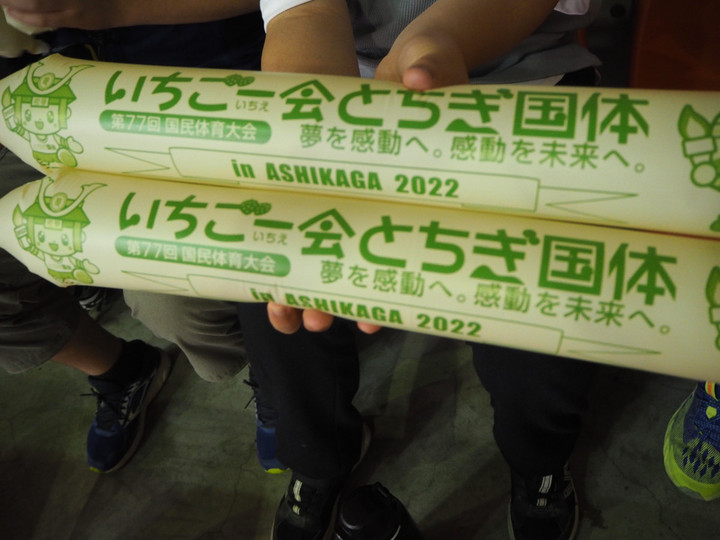 いちご一会とちぎ国体
いちえ
第77回 国民体育大会
夢を感動へ。感動を未来へ。
in ASHIKAGA 2022
いちご一会とちぎ国体
いちえ
第77回 国民体育大会
夢を感動へ。感動を未来へ。
in ASHIKAGA 2022